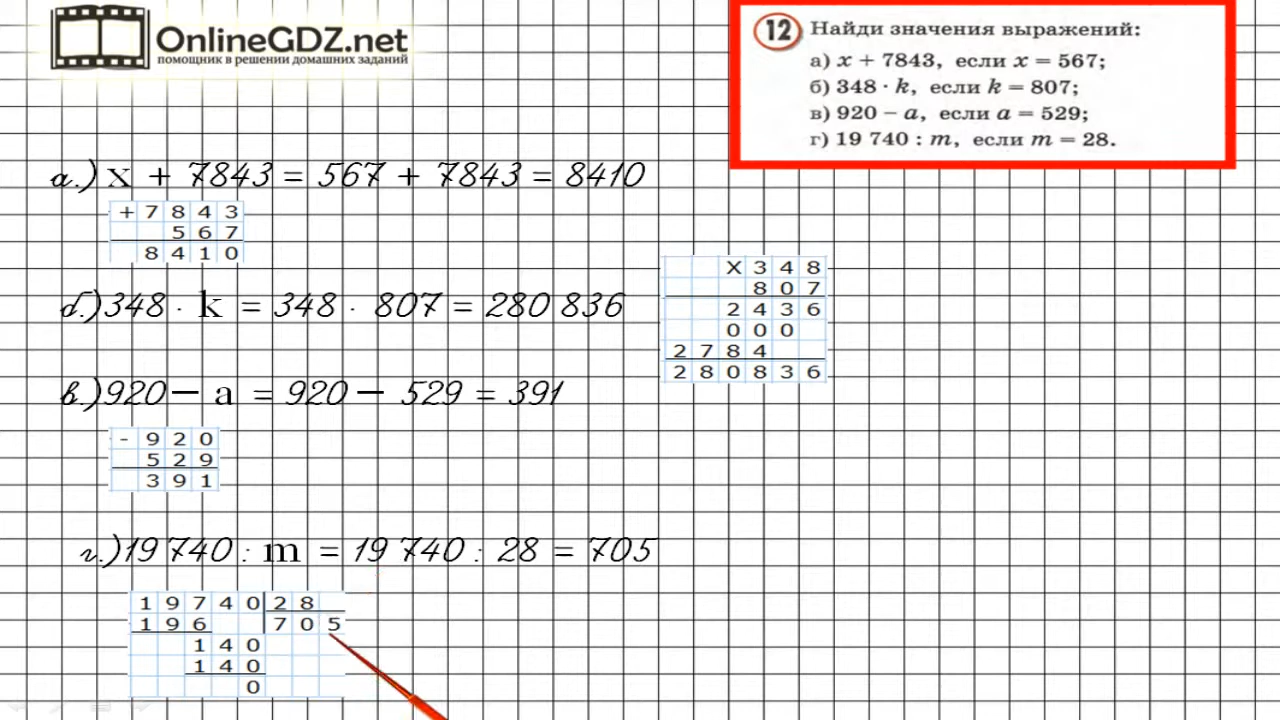 OnlineGDZ.net
помощник в решении домашних заданий
12 Найди значения выражений:
а) x + 7843, если x = 567;
б) 348 · k, если k = 807;
в) 920 − a, если a = 529;
г) 19 740 : m, если m = 28.
а.) x + 7843 = 567 + 7843 = 8410
+ 7 8 4 3
5 6 7
8 4 1 0
б.) 348 · k = 348 · 807 = 280 836
X 3 4 8
8 0 7
2 4 3 6
0 0 0
2 7 8 4
2 8 0 8 3 6
в.) 920 − a = 920 − 529 = 391
- 9 2 0
5 2 9
3 9 1
г.) 19 740 : m = 19 740 : 28 = 705
1 9 7 4 0 2 8
1 9 6 7 0 5
1 4 0
1 4 0
0